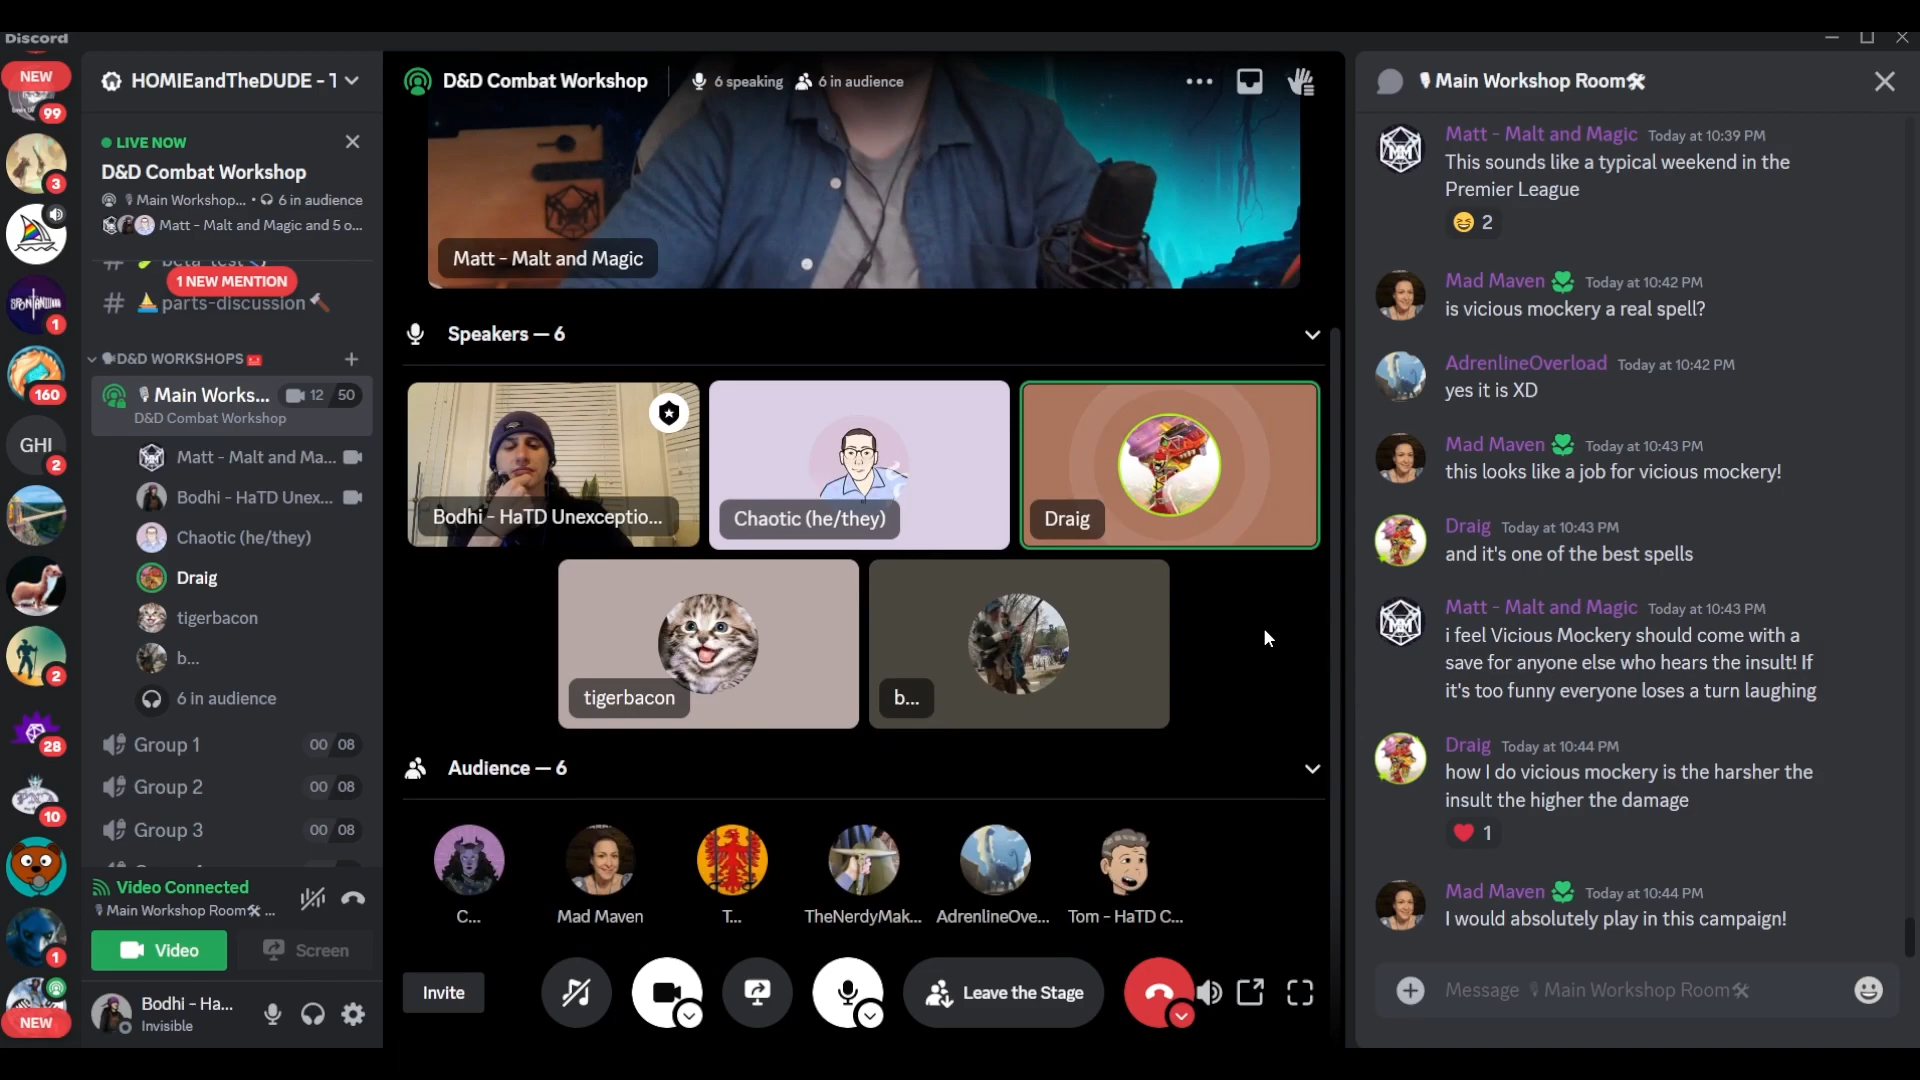 Discord
NEW
99
3
1
160
GHI
2
2
28
10
1
NEW
HOMIEandTheDUDE - T
LIVE NOW
D&D Combat Workshop
Main Workshop... • 6 in audience
Matt - Malt and Magic and 5 o...
# beta-test
1 NEW MENTION
# parts-discussion
D&D WORKSHOPS
Main Works... 12 50
D&D Combat Workshop
Matt - Malt and Ma...
Bodhi - HaTD Unex...
Chaotic (he/they)
Draig
tigerbacon
b...
6 in audience
Group 1 00 08
Group 2 00 08
Group 3 00 08
Video Connected
Main Workshop Room ...
Video
Screen
Bodhi - Ha...
Invisible
D&D Combat Workshop
6 speaking
6 in audience
Matt - Malt and Magic
Speakers — 6
Bodhi - HaTD Unexceptio...
Chaotic (he/they)
Draig
tigerbacon
b...
Audience — 6
C...
Mad Maven
T...
TheNerdyMak...
AdrenlineOve...
Tom - HaTD C...
Invite
Leave the Stage
Main Workshop Room
Matt - Malt and Magic Today at 10:39 PM
This sounds like a typical weekend in the
Premier League
2
Mad Maven Today at 10:42 PM
is vicious mockery a real spell?
AdrenlineOverload Today at 10:42 PM
yes it is XD
Mad Maven Today at 10:43 PM
this looks like a job for vicious mockery!
Draig Today at 10:43 PM
and it's one of the best spells
Matt - Malt and Magic Today at 10:43 PM
i feel Vicious Mockery should come with a
save for anyone else who hears the insult! If
it's too funny everyone loses a turn laughing
Draig Today at 10:44 PM
how I do vicious mockery is the harsher the
insult the higher the damage
1
Mad Maven Today at 10:44 PM
I would absolutely play in this campaign!
Message Main Workshop Room